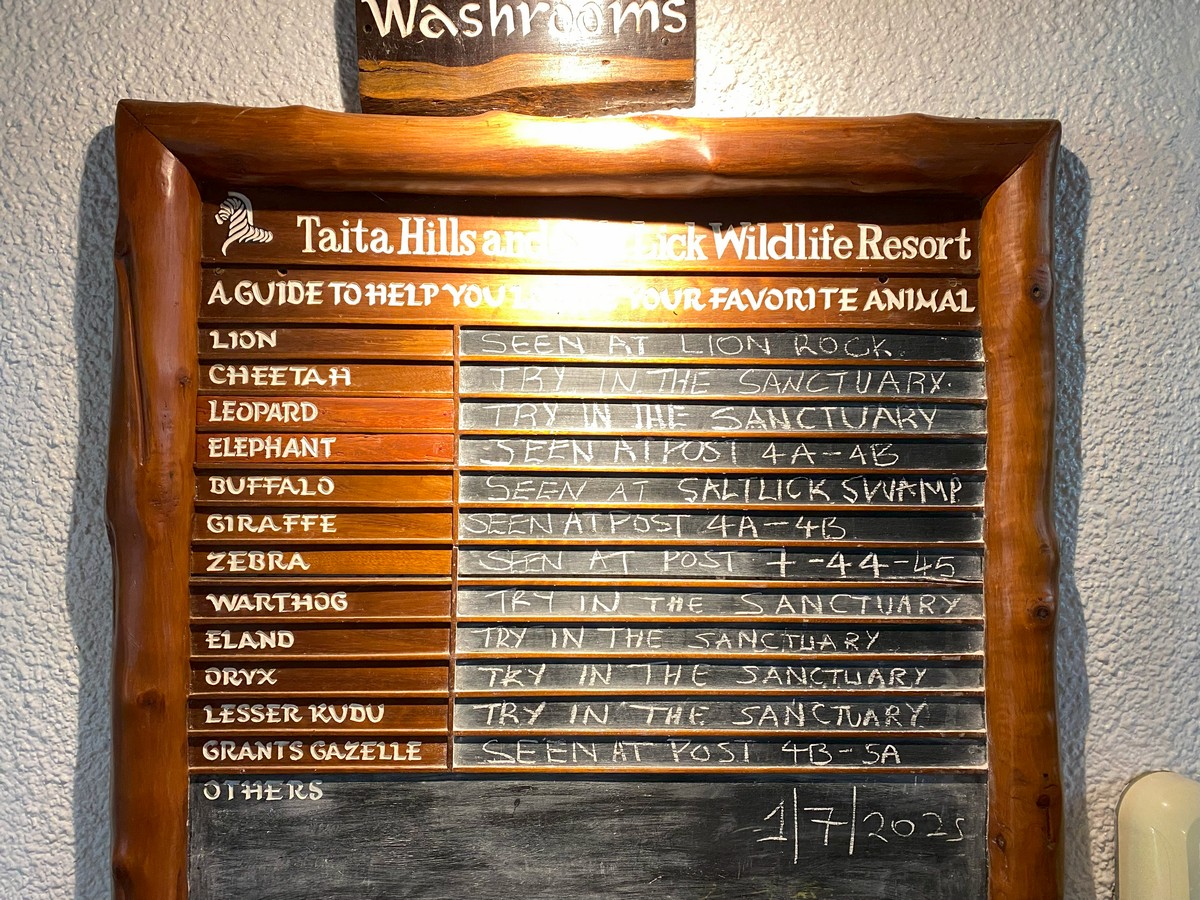 Washrooms
Taita Hills and Lick Wildlife Resort
A GUIDE TO HELP YOU YOUR FAVORITE ANIMAL
LION SEEN AT LION ROCK
CHEETAH TRY IN THE SANCTUARY.
LEOPARD TRY IN THE SANCTUARY
ELEPHANT SEEN AT POST 4A-4B
BUFFALO SEEN AT SALTLICK SWAMP
GIRAFFE SEEN AT POST 4A-4B
ZEBRA SEEN AT POST 7-44-45
WARTHOG TRY IN THE SANCTUARY
ELAND TRY IN THE SANCTUARY
ORYX TRY IN THE SANCTUARY
LESSER KUDU TRY IN THE SANCTUARY
GRANTS GAZELLE SEEN AT POST 4B-5A
OTHERS
1/7/2025